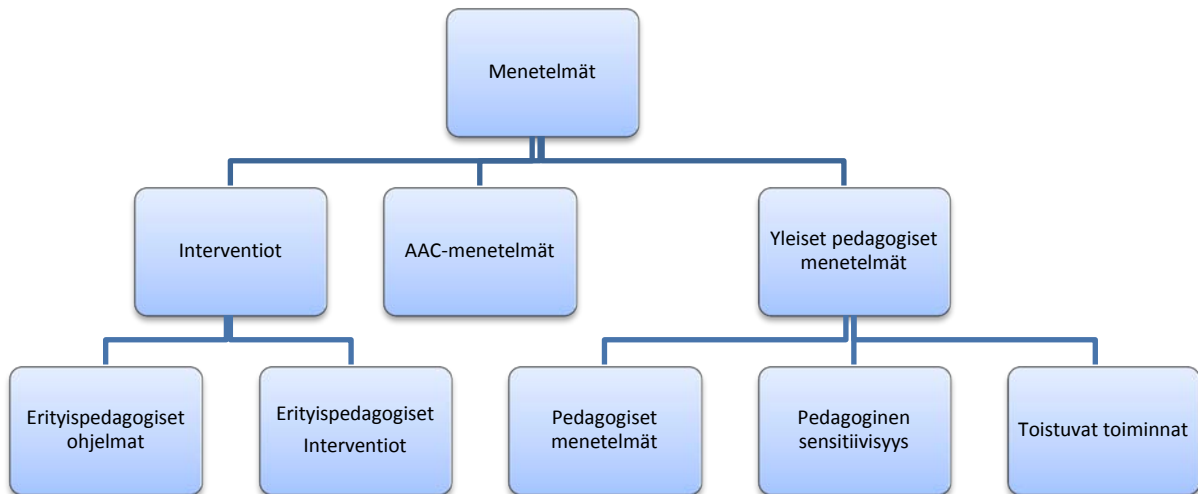 Menetelmät
Interventiot
AAC-menetelmät
Yleiset pedagogiset
menetelmät
Erityispedagogiset
ohjelmat
Erityispedagogiset
Interventiot
Pedagogiset
menetelmät
Pedagoginen
sensitiivisyys
Toistuvat toiminnat